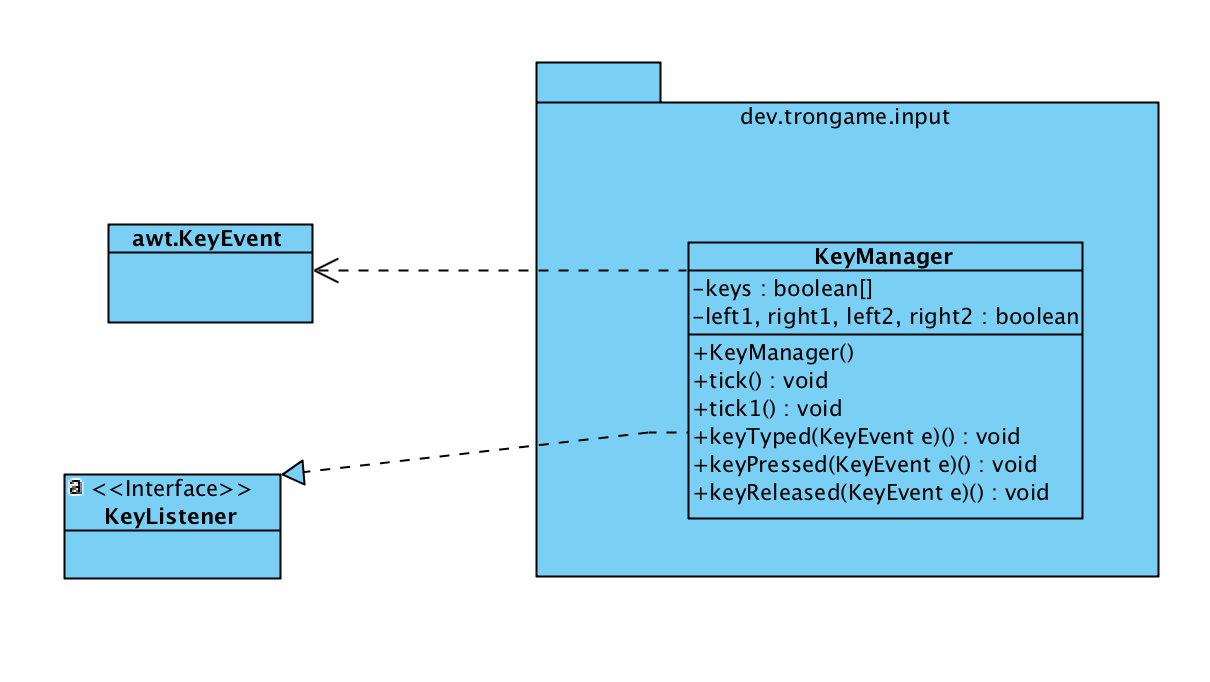 dev.trongame.input
awt.KeyEvent
KeyManager
-keys : boolean[]
-left1, right1, left2, right2 : boolean
+KeyManager()
+tick() : void
+tick1() : void
+keyTyped(KeyEvent e)() : void
+keyPressed(KeyEvent e)() : void
+keyReleased(KeyEvent e)() : void
a <<Interface>>
KeyListener